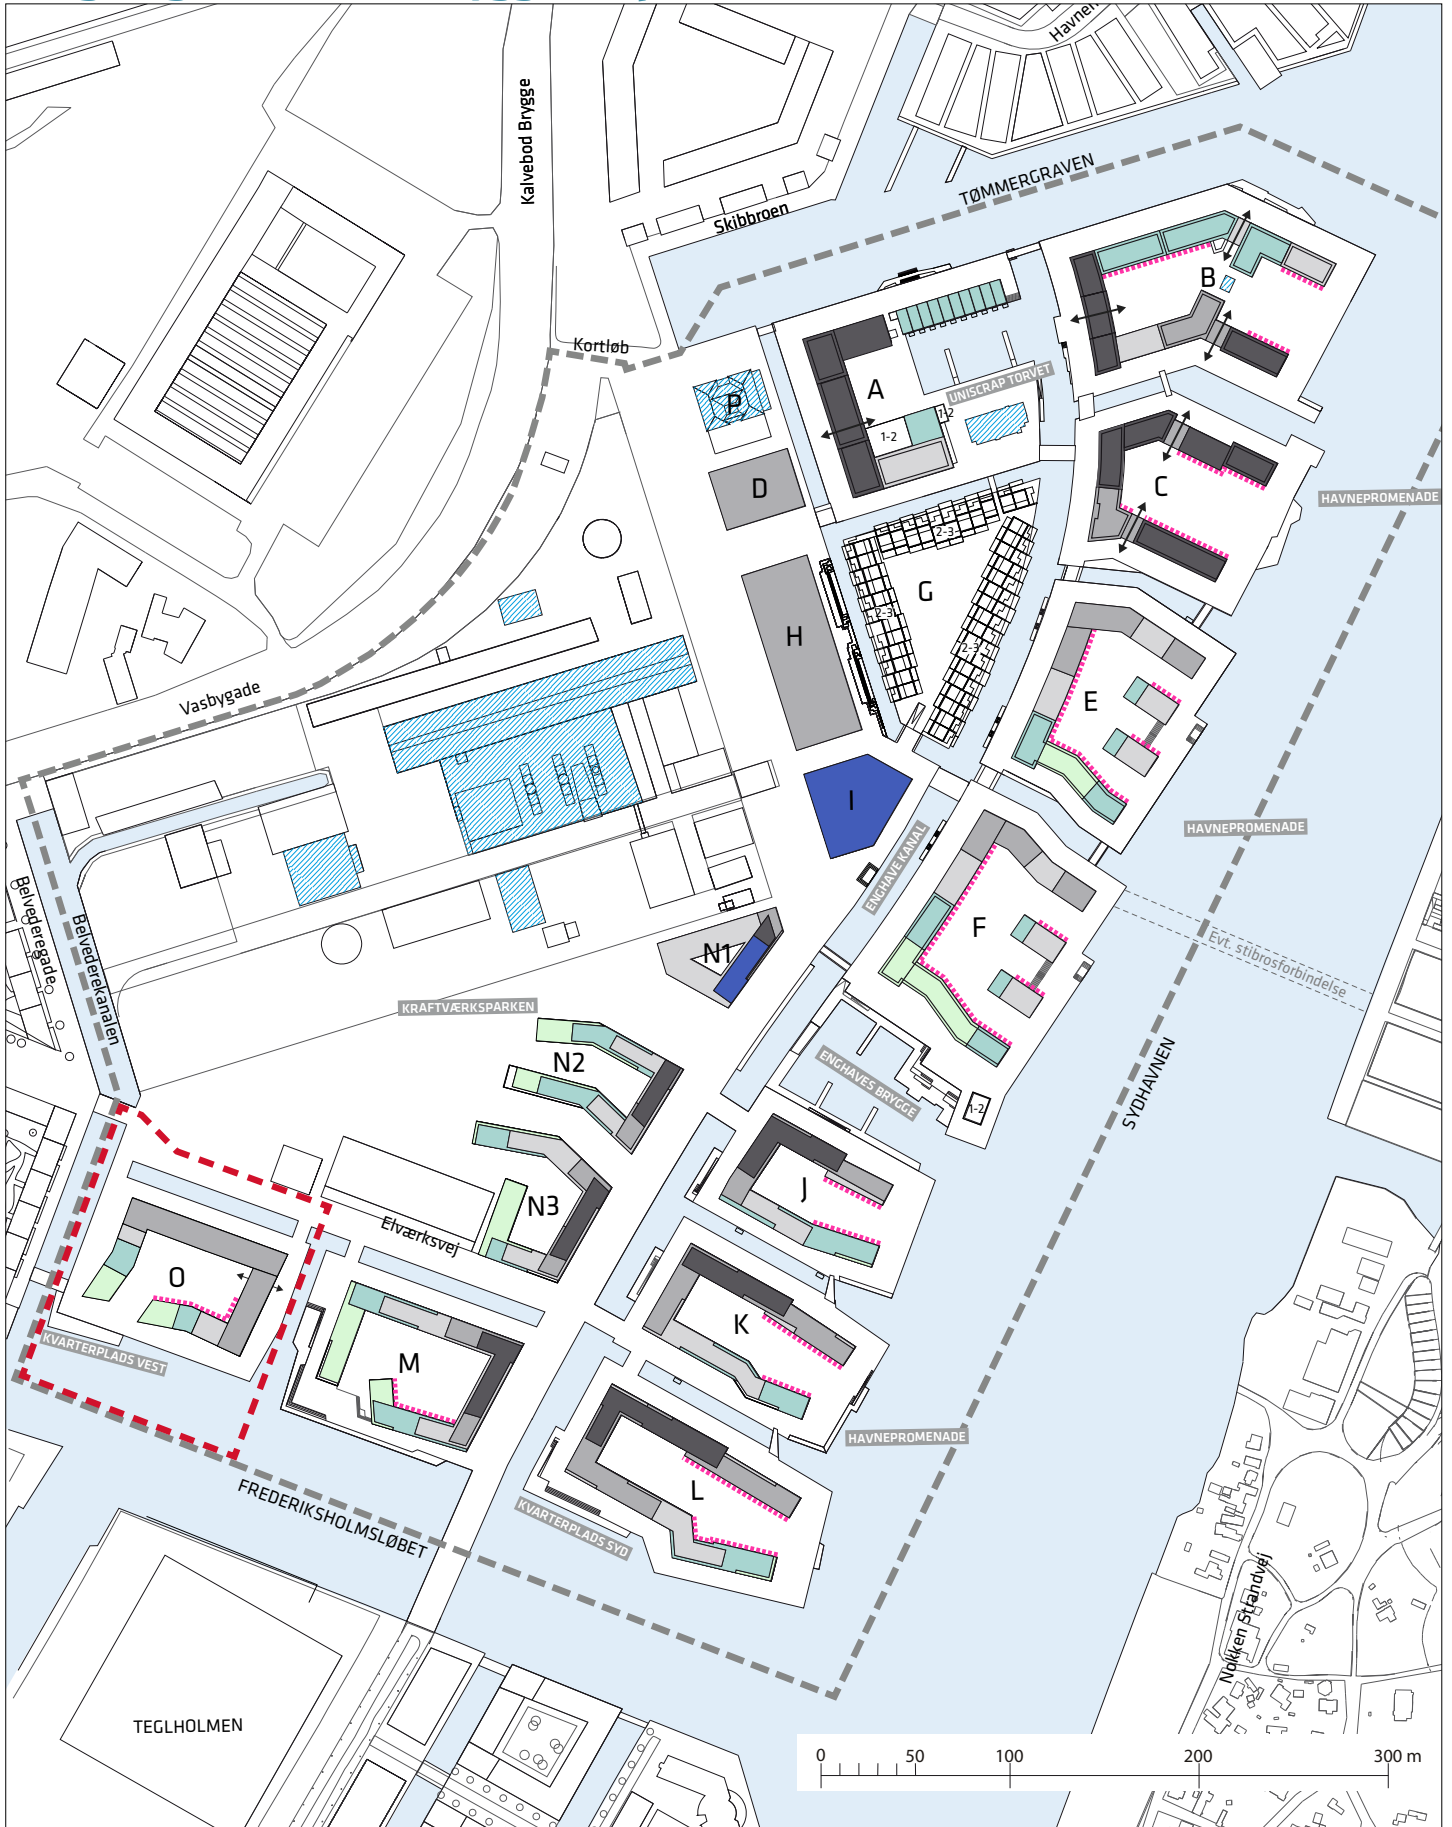 Havnen
Kalvebod Brygge
TØMMERGRAVEN
Skibbroen
B
Kortløb
A
UNISCRAP TORVET
P
1-2
1-2
D
C
HAVNEPROMENADE
2-3
G
2-3
H
2-3
Vasbygade
E
I
HAVNEPROMENADE
ENGHAVE KANAL
Belvederegade
Belvederekanalen
F
N1
Evt. stibrosforbindelse
KRAFTVÆRKSPARKEN
N2
ENGHAVES BRYGGE
SYDHAVNEN
1-2
J
N3
Elværksvej
O
K
KVARTERPLADS VEST
M
HAVNEPROMENADE
L
FREDERIKSHOLMSLØBET
KVARTERPLADS SYD
Nokken Strandvej
TEGLHOLMEN
0 50 100 200 300 m